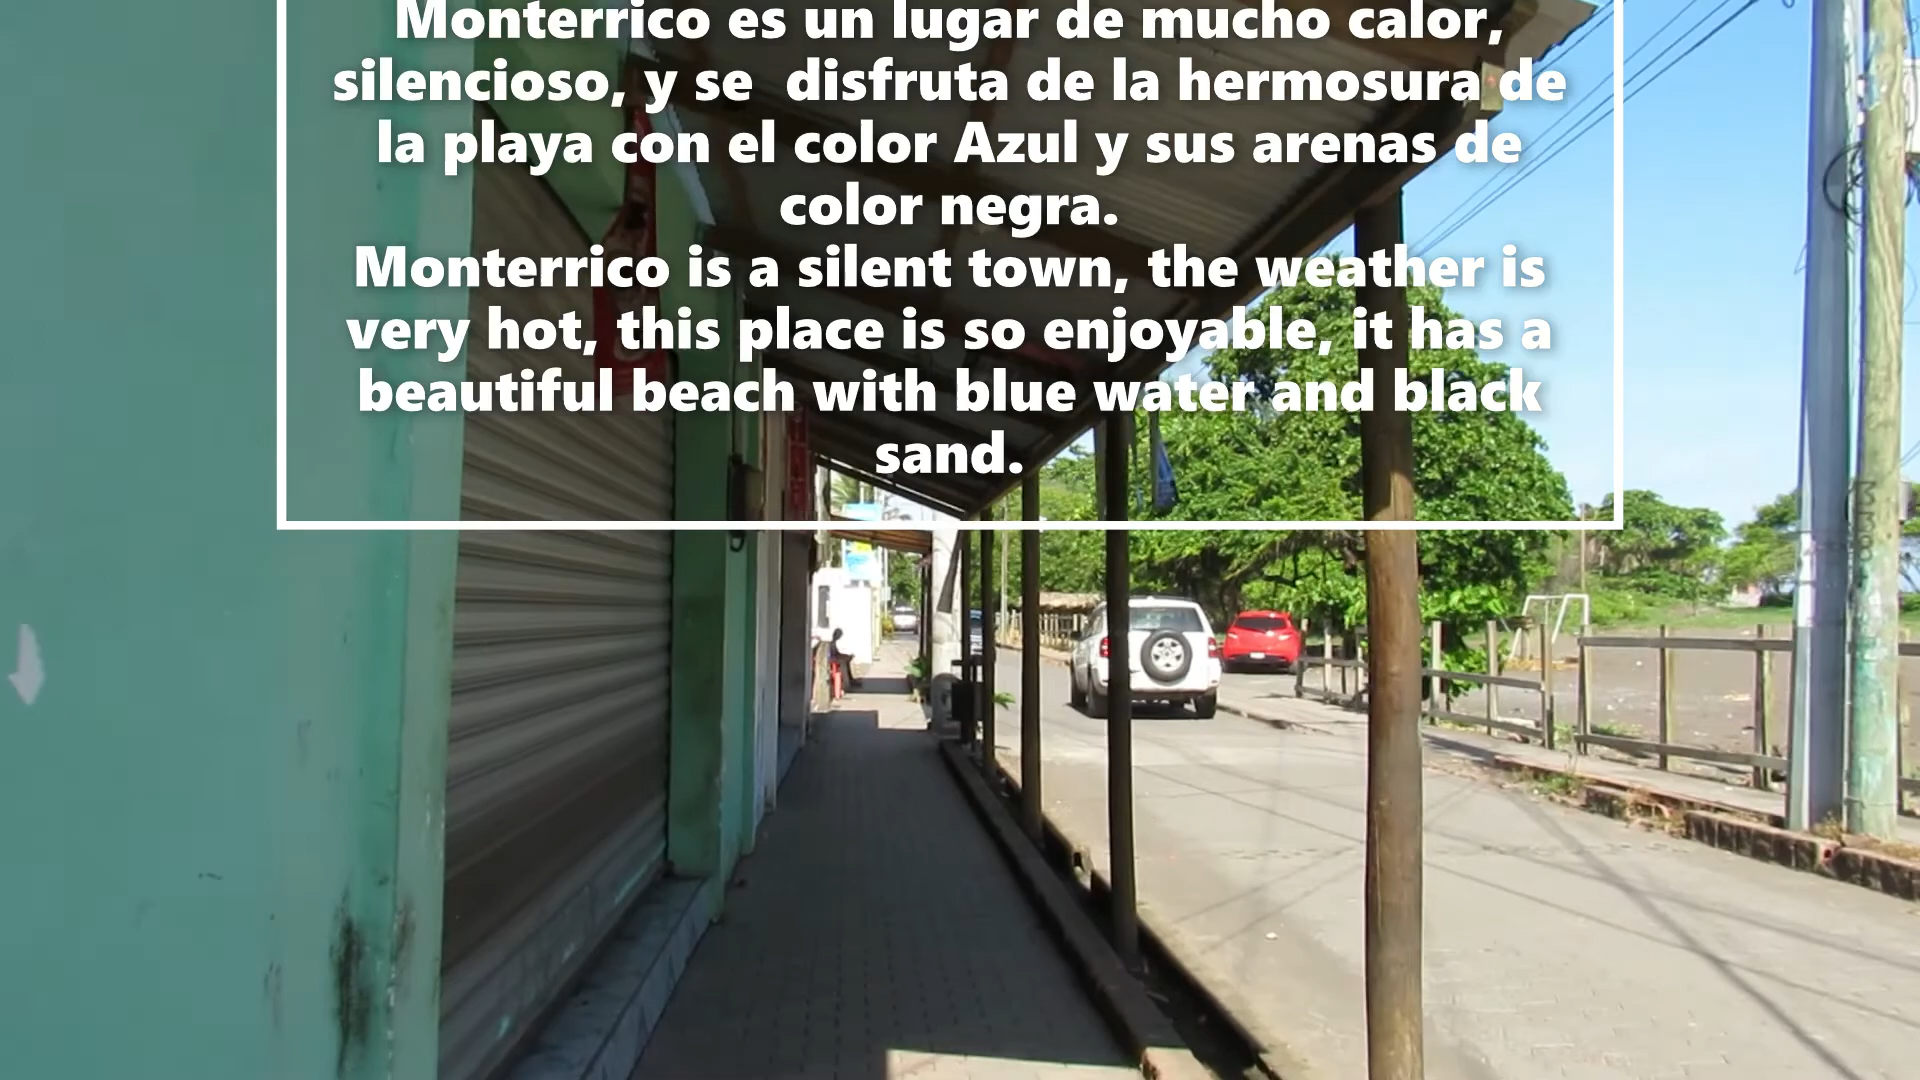 Monterrico es un lugar de mucho calor,
silencioso, y se disfruta de la hermosura de
la playa con el color Azul y sus arenas de
color negra.
Monterrico is a silent town, the weather is
very hot, this place is so enjoyable, it has a
beautiful beach with blue water and black
sand.